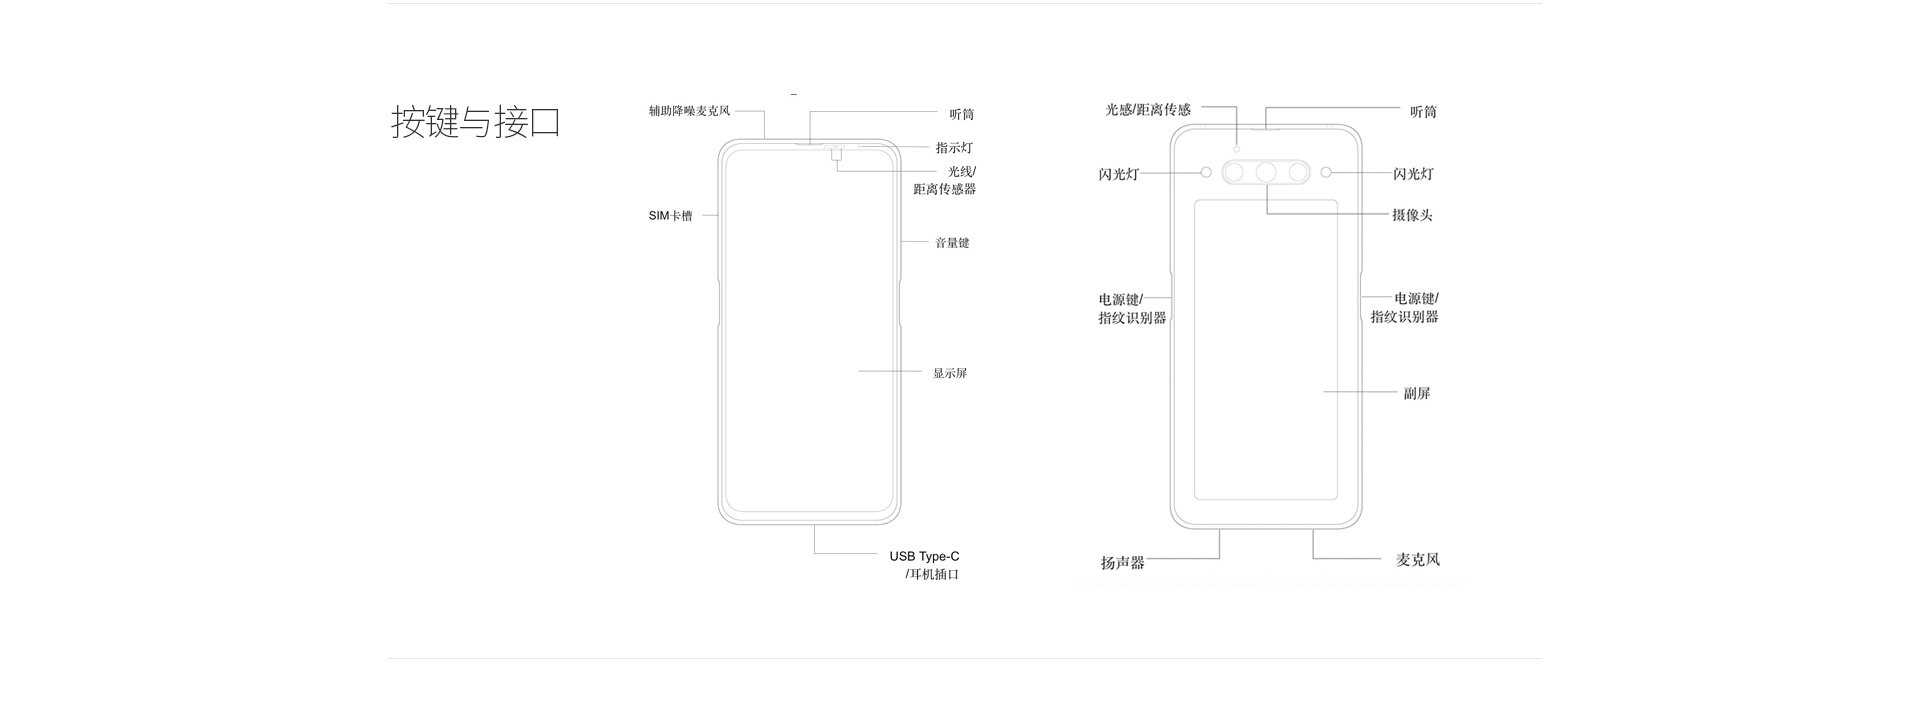 按键与接口
辅助降噪麦克风
听筒
指示灯
光线/
距离传感器
SIM卡槽
音量键
显示屏
USB Type-C
/耳机插口
光感/距离传感
听筒
闪光灯
闪光灯
摄像头
电源键/
指纹识别器
电源键/
指纹识别器
副屏
扬声器
麦克风